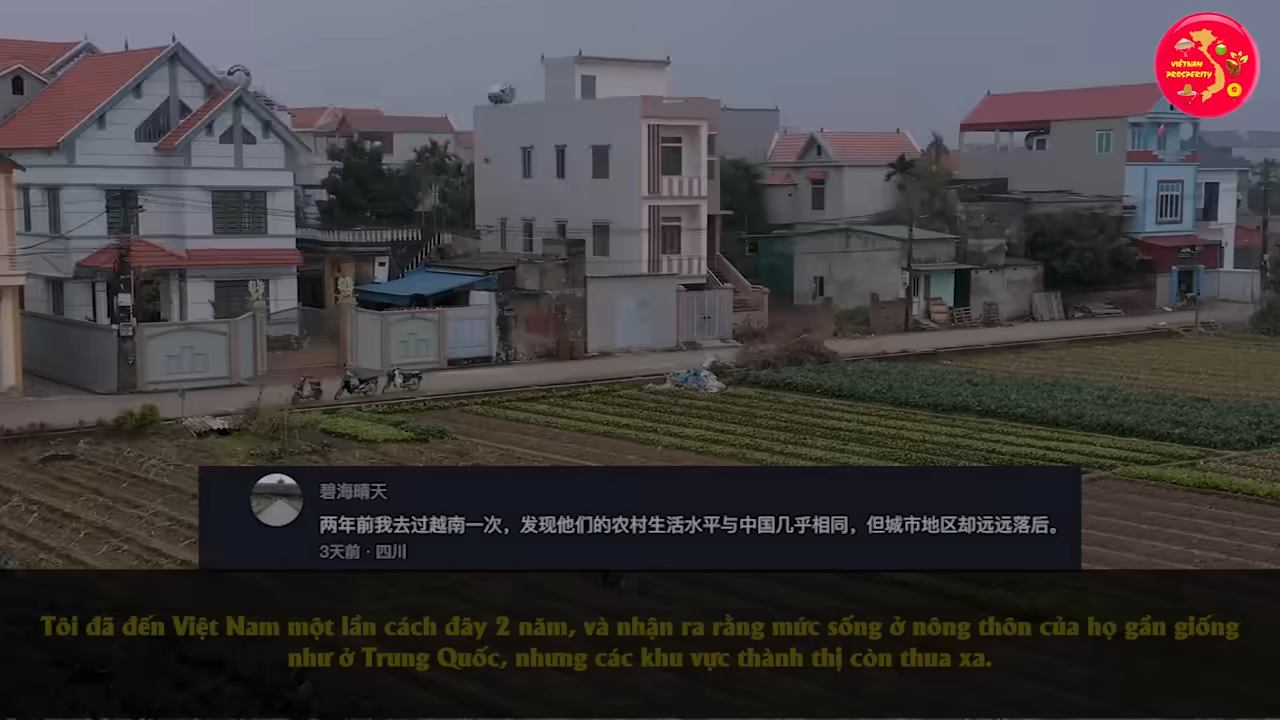 VIETNAM
PROSPERITY
碧海晴天
两年前我去过越南一次，发现他们的农村生活水平与中国几乎相同，但城市地区却远远落后。
3天前 · 四川
Tôi đã đến Việt Nam một lần cách đây 2 năm, và nhận ra rằng mức sống ở nông thôn của họ gần giống
như ở Trung Quốc, nhưng các khu vực thành thị còn thua xa.